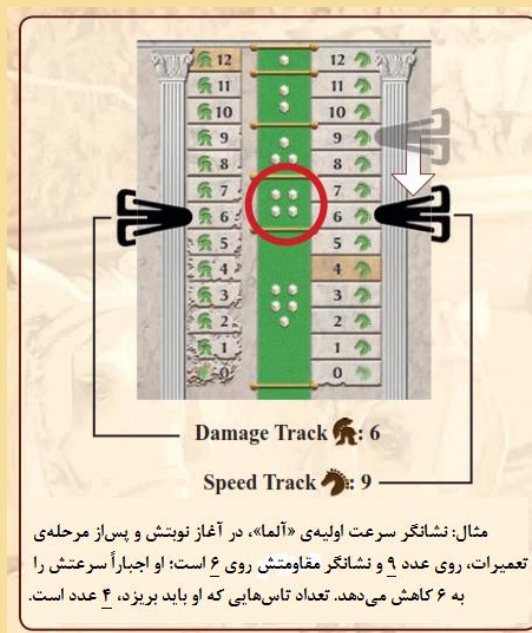 12 12
11 11
10 10
9 9
8 8
7 7
6 6
5 5
4 4
3 3
2 2
1 1
0 0
Damage Track : 6
Speed Track : 9
مثال: نشانگر سرعت اولیه‌ی «آلما»، در آغاز نوبتش و پس‌از مرحله‌ی
تعمیرات، روی عدد ۹ و نشانگر مقاومتش روی ۶ است؛ او اجباراً سرعتش را
به ۶ کاهش می‌دهد. تعداد تاس‌هایی که او باید بریزد، ۴ عدد است.